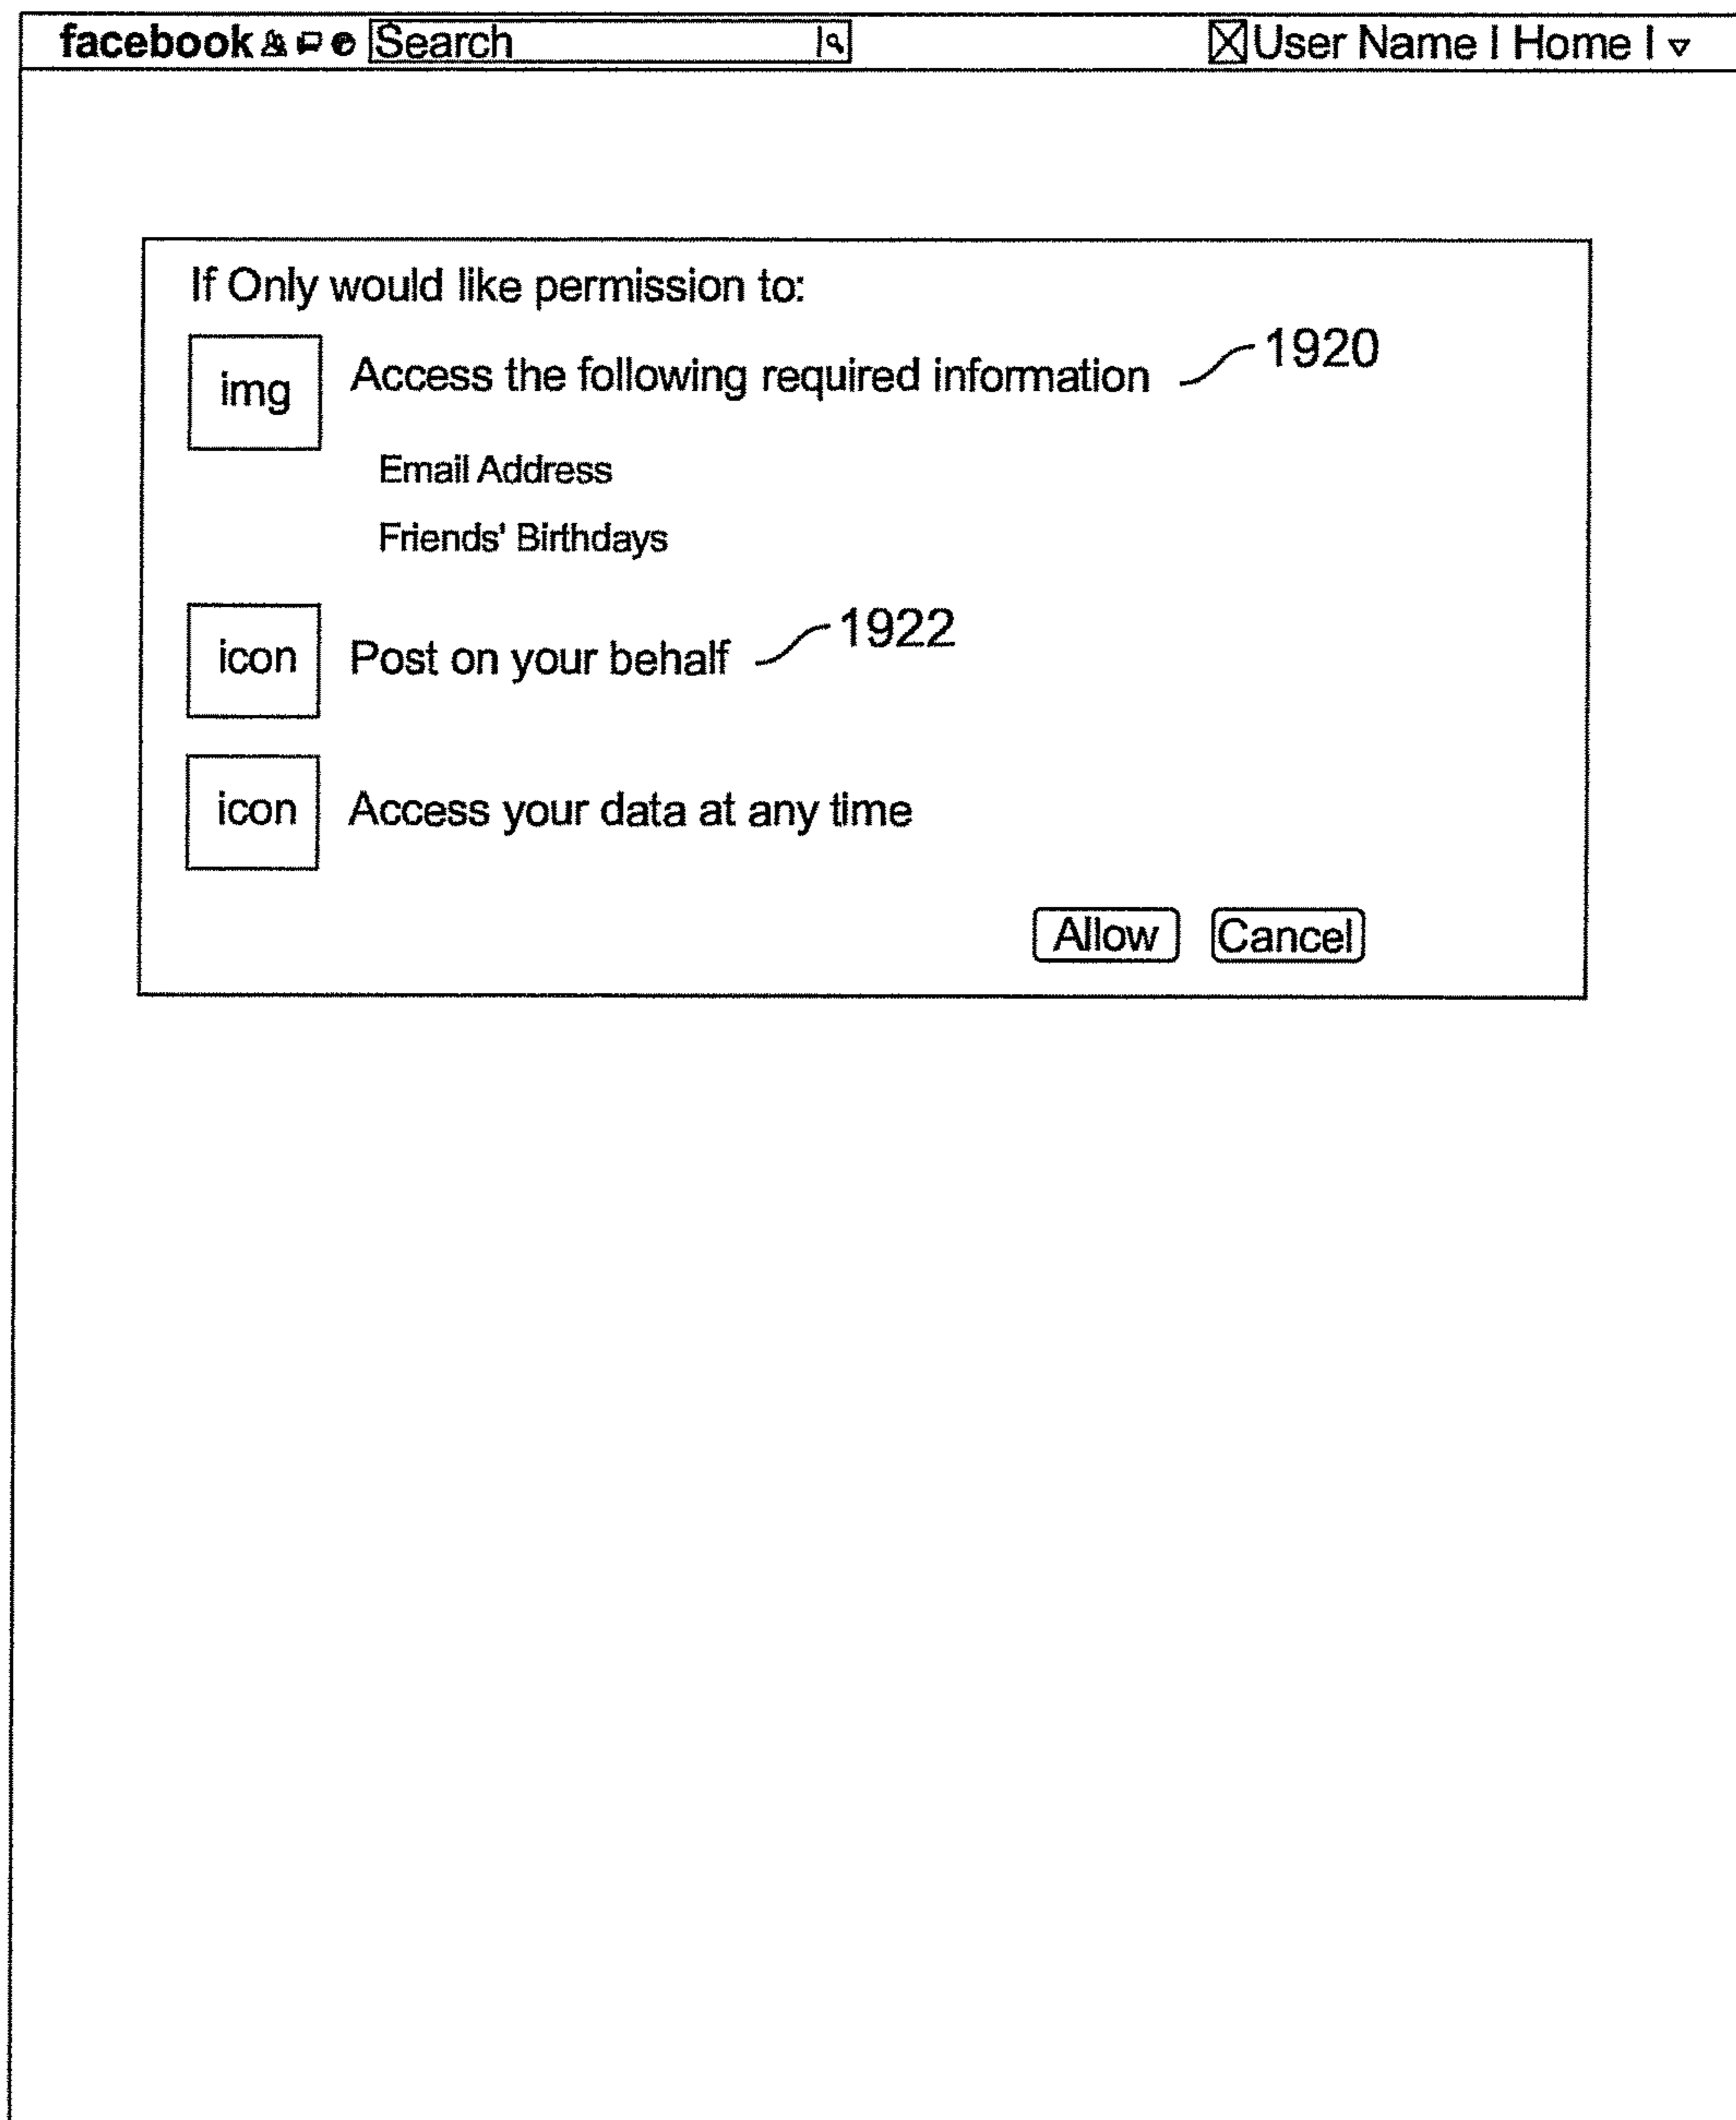 facebook Search User Name | Home |
If Only would like permission to:
img Access the following required information 1920
Email Address
Friends' Birthdays
icon Post on your behalf 1922
icon Access your data at any time
Allow Cancel